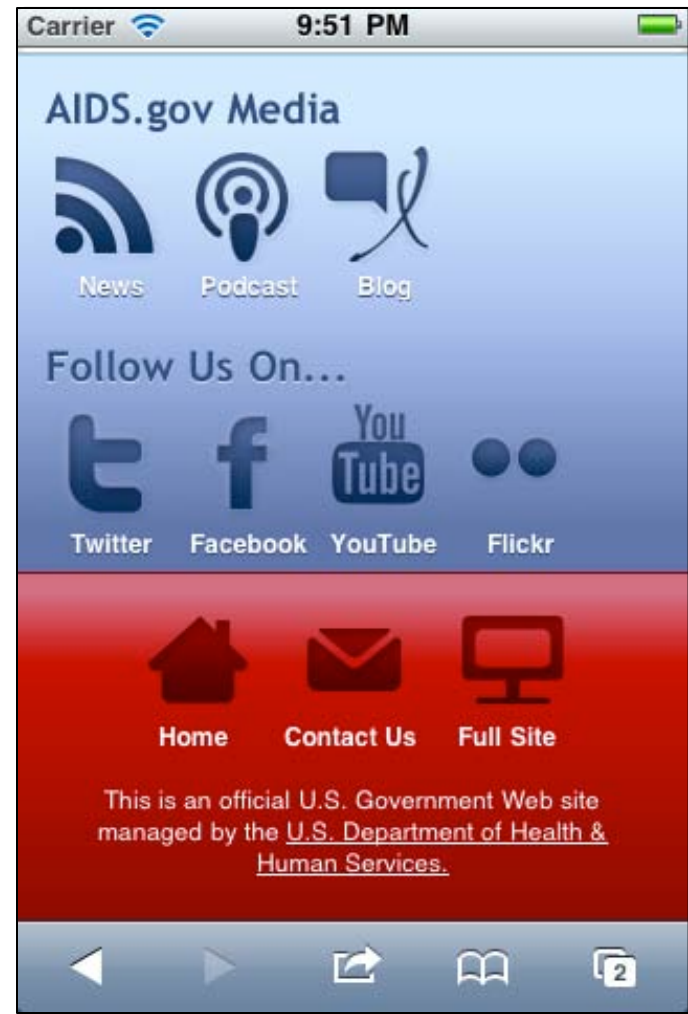 Carrier 9:51 PM
AIDS.gov Media
News Podcast Blog
Follow Us On...
You
Tube
Twitter Facebook YouTube Flickr
Home Contact Us Full Site
This is an official U.S. Government Web site
managed by the U.S. Department of Health &
Human Services.
2